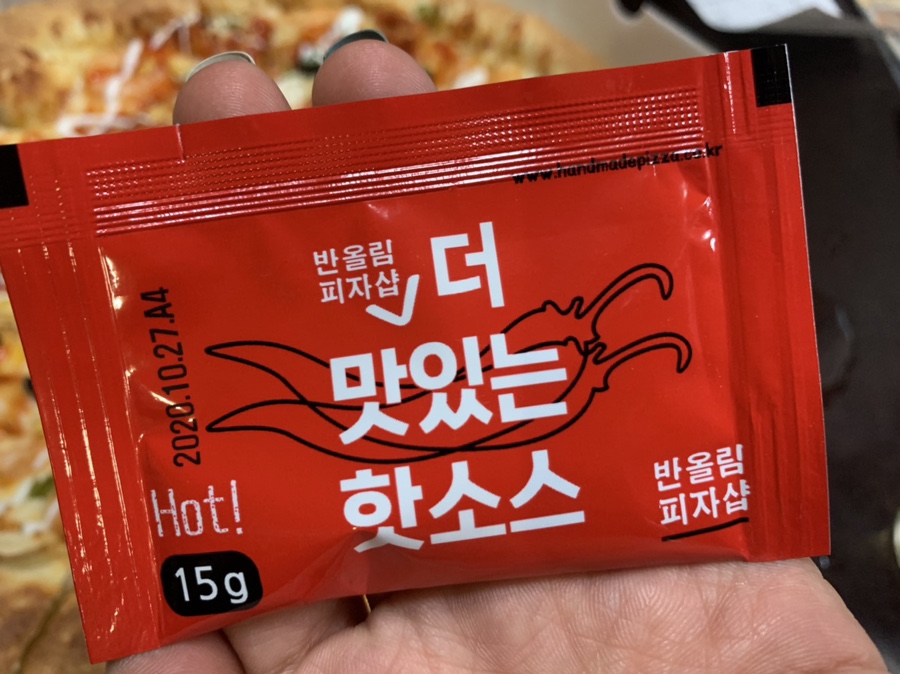 www.handmadepizza.co.kr
반올림
피자샵
더
맛있는
핫소스
2020.10.27.A4
Hot!
15g
반올림
피자샵